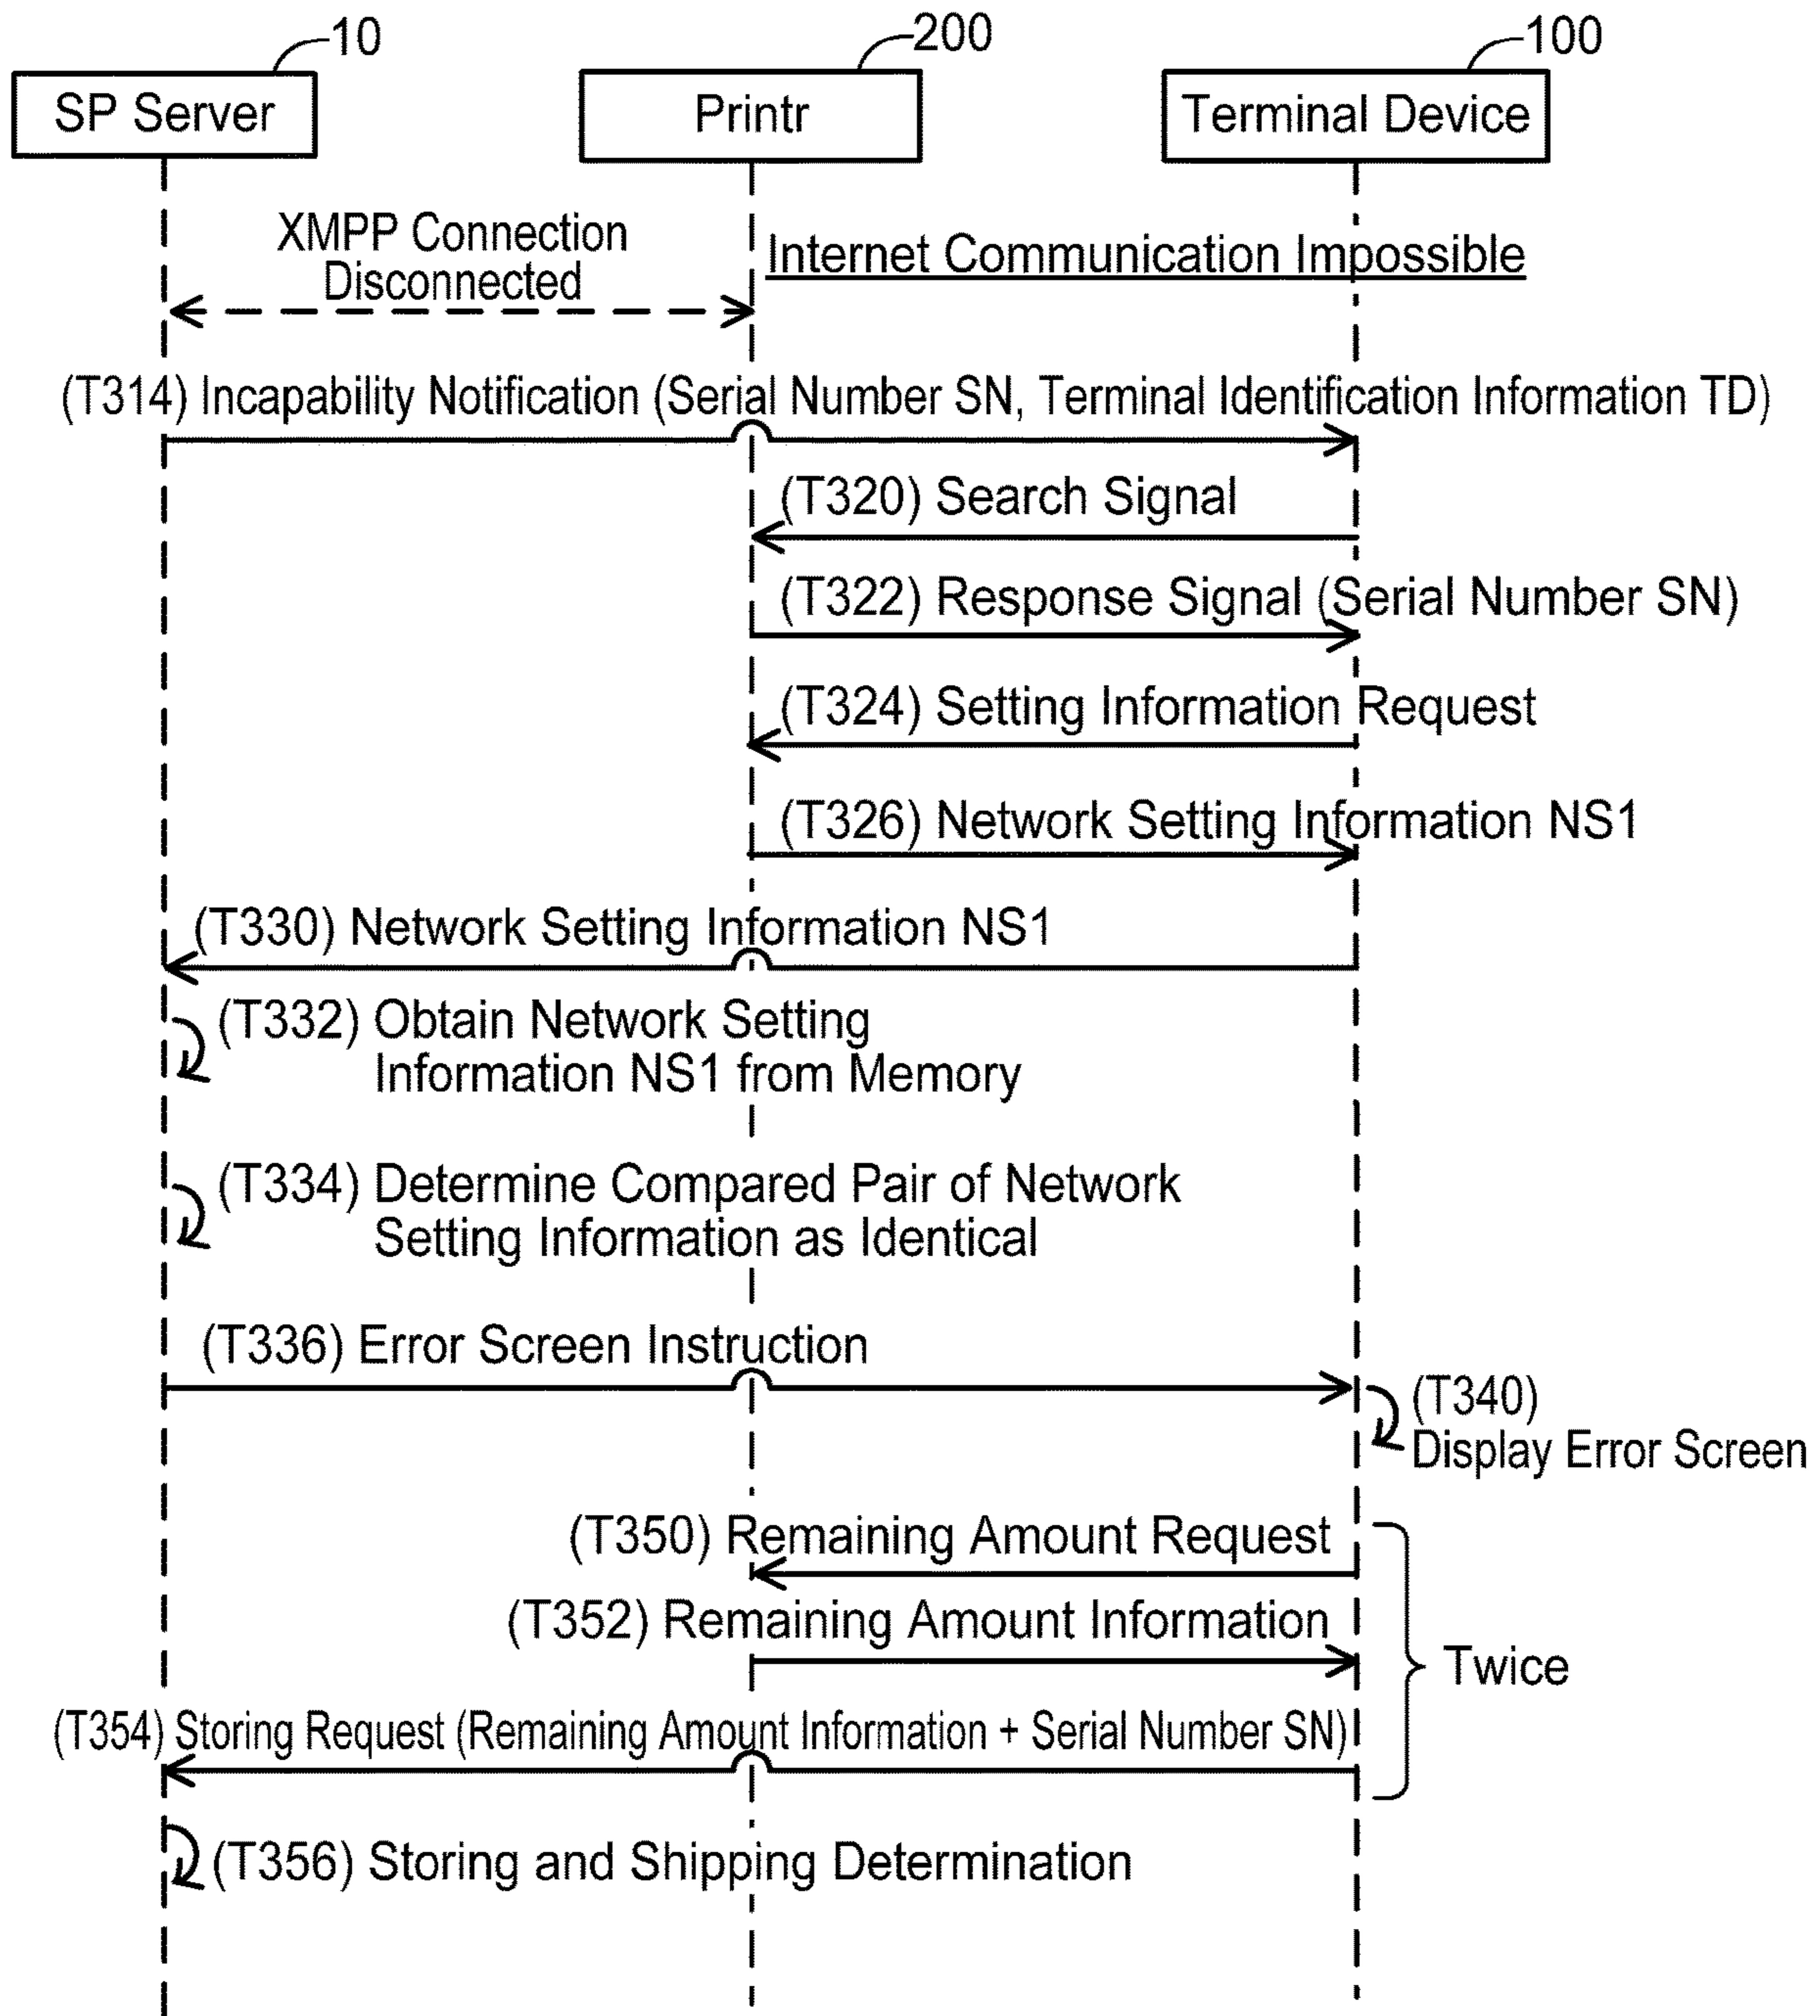 10
200
100
SP Server
Printr
Terminal Device
XMPP Connection
Disconnected
Internet Communication Impossible
(T314) Incapability Notification (Serial Number SN, Terminal Identification Information TD)
(T320) Search Signal
(T322) Response Signal (Serial Number SN)
(T324) Setting Information Request
(T326) Network Setting Information NS1
(T330) Network Setting Information NS1
(T332) Obtain Network Setting
Information NS1 from Memory
(T334) Determine Compared Pair of Network
Setting Information as Identical
(T336) Error Screen Instruction
(T340)
Display Error Screen
(T350) Remaining Amount Request
(T352) Remaining Amount Information
Twice
(T354) Storing Request (Remaining Amount Information + Serial Number SN)
(T356) Storing and Shipping Determination